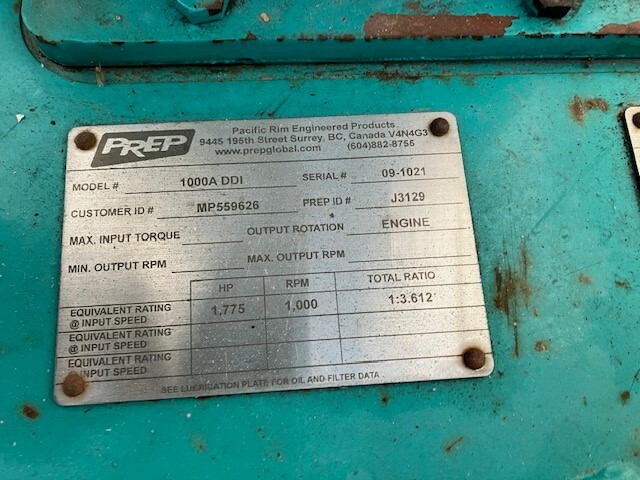 PREP
Pacific Rim Engineered Products
9445 195th Street Surrey, BC, Canada V4N4G3
www.prepglobal.com (604)882-8755
MODEL # 1000A DDI SERIAL # 09-1021
CUSTOMER ID # MP559626 PREP ID # J3129
MAX. INPUT TORQUE OUTPUT ROTATION ENGINE
MIN. OUTPUT RPM MAX. OUTPUT RPM
HP RPM TOTAL RATIO
EQUIVALENT RATING 1,775 1,000 1:3.612
@ INPUT SPEED
EQUIVALENT RATING
@ INPUT SPEED
EQUIVALENT RATING
@ INPUT SPEED
SEE LUBRICATION PLATE FOR OIL AND FILTER DATA